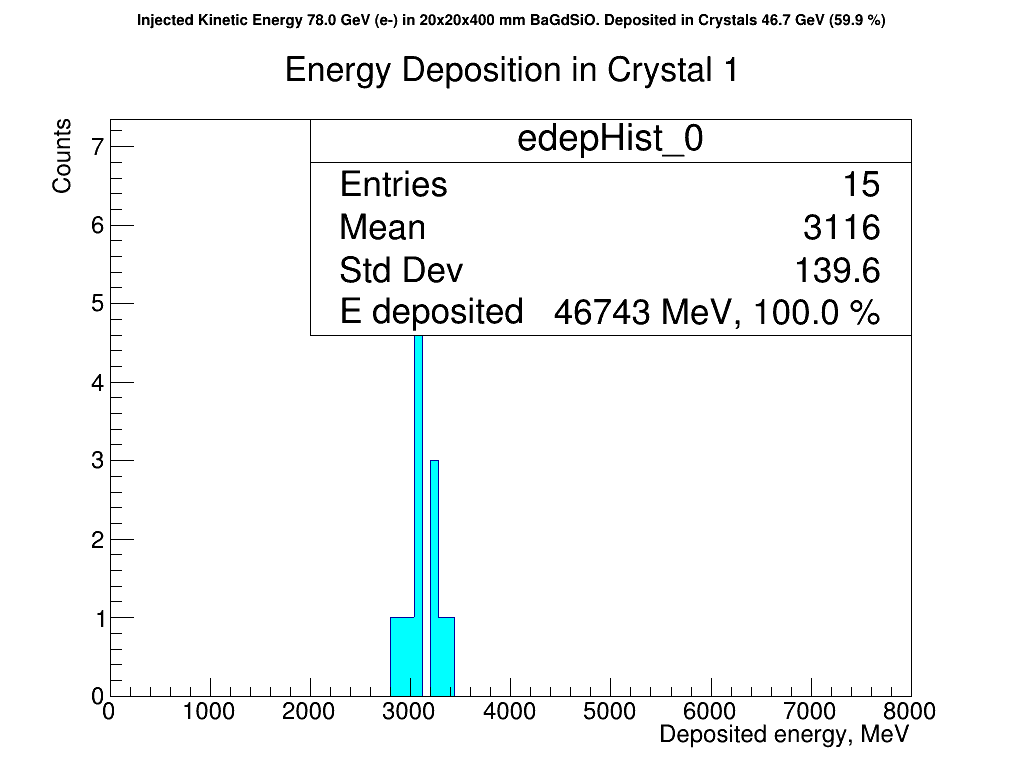 Injected Kinetic Energy 78.0 GeV (e-) in 20x20x400 mm BaGdSiO. Deposited in Crystals 46.7 GeV (59.9 %)
Energy Deposition in Crystal 1
Counts
edepHist_0
Entries 15
Mean 3116
Std Dev 139.6
E deposited 46743 MeV, 100.0 %
7
6
5
4
3
2
1
0
0 1000 2000 3000 4000 5000 6000 7000 8000
Deposited energy, MeV